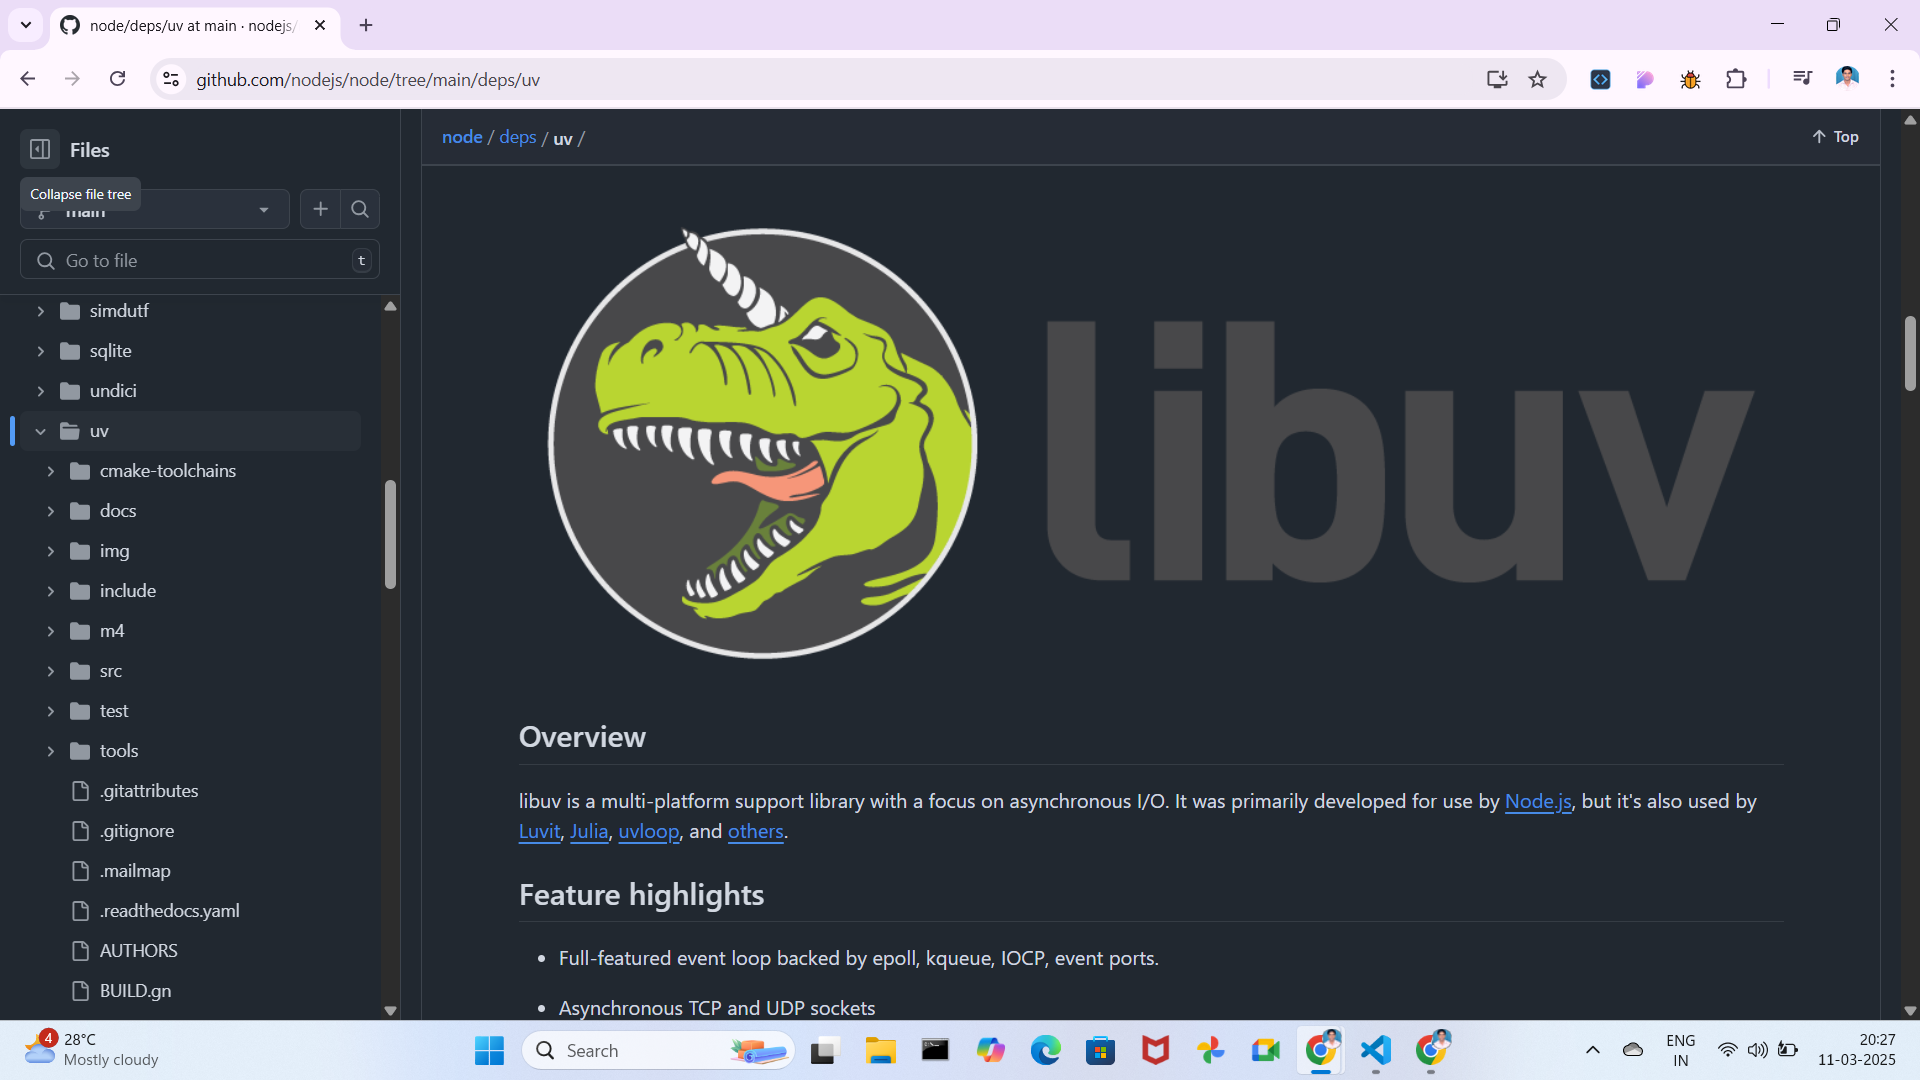 node/deps/uv at main · nodejs/
github.com/nodejs/node/tree/main/deps/uv
Files
node / deps / uv /
Top
Collapse file tree
main
Go to file
t
simdutf
sqlite
undici
uv
cmake-toolchains
docs
img
include
m4
src
test
tools
.gitattributes
.gitignore
.mailmap
.readthedocs.yaml
AUTHORS
BUILD.gn
libuv
Overview
libuv is a multi-platform support library with a focus on asynchronous I/O. It was primarily developed for use by Node.js, but it's also used by
Luvit, Julia, uvloop, and others.
Feature highlights
• Full-featured event loop backed by epoll, kqueue, IOCP, event ports.
• Asynchronous TCP and UDP sockets
4
28°C
Mostly cloudy
Search
ENG
IN
20:27
11-03-2025